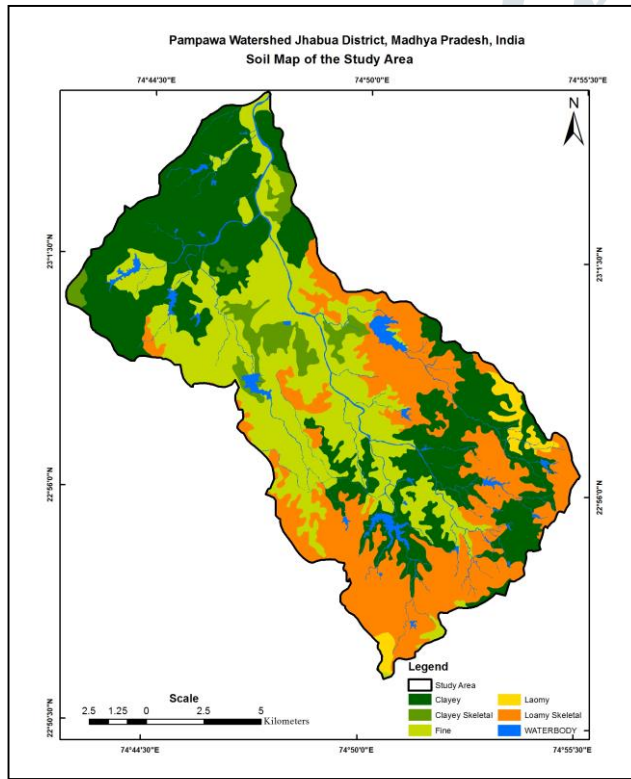 Pampawa Watershed Jhabua District, Madhya Pradesh, India
Soil Map of the Study Area
74°44'30"E 74°50'0"E 74°55'30"E
N
23°1'30"N 23°1'30"N
22°56'0"N 22°56'0"N
22°50'30"N
Legend
Study Area
Clayey Laomy
Clayey Skeletal Loamy Skeletal
Fine WATERBODY
Scale
2.5 1.25 0 2.5 5
Kilometers
74°44'30"E 74°50'0"E 74°55'30"E